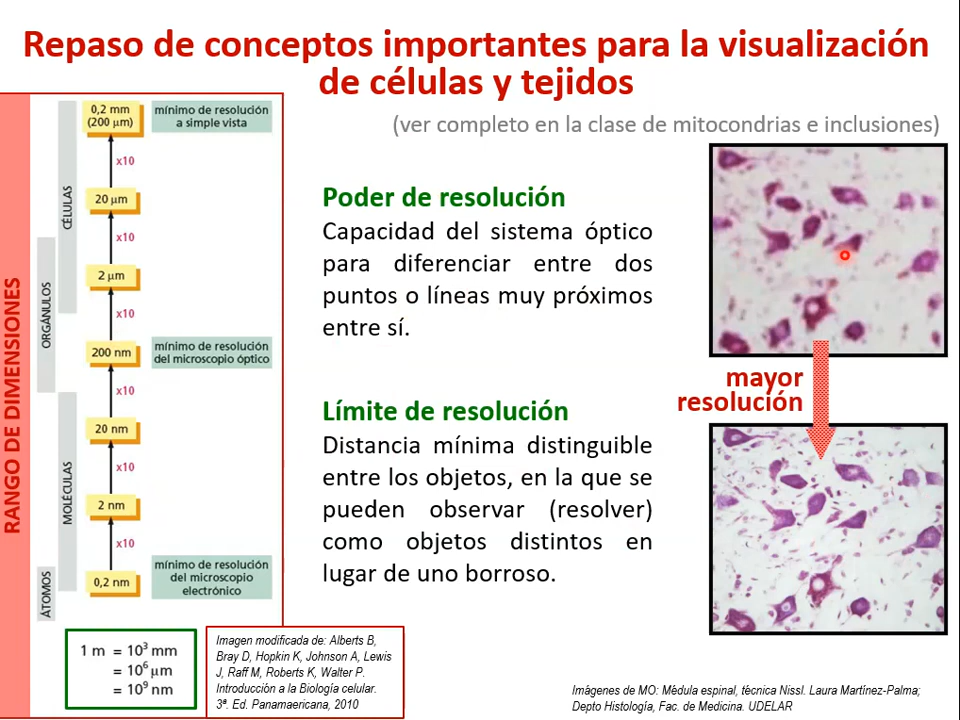 Repaso de conceptos importantes para la visualización
de células y tejidos
(ver completo en la clase de mitocondrias e inclusiones)
RANGO DE DIMENSIONES
CÉLULAS
ORGÁNULOS
MOLÉCULAS
ÁTOMOS
0,2 mm
(200 µm)
mínimo de resolución
a simple vista
x10
20 µm
x10
2 µm
x10
200 nm
mínimo de resolución
del microscopio óptico
x10
20 nm
x10
2 nm
x10
0,2 nm
mínimo de resolución
del microscopio
electrónico
1 m = 10³ mm
= 10⁶ µm
= 10⁹ nm
Imagen modificada de: Alberts B,
Bray D, Hopkin K, Johnson A, Lewis
J, Raff M, Roberts K, Walter P.
Introducción a la Biología celular.
3ª. Ed. Panamaericana, 2010
Poder de resolución
Capacidad del sistema óptico
para diferenciar entre dos
puntos o líneas muy próximos
entre sí.
Límite de resolución
Distancia mínima distinguible
entre los objetos, en la que se
pueden observar (resolver)
como objetos distintos en
lugar de uno borroso.
mayor
resolución
Imágenes de MO: Médula espinal, técnica Nissl. Laura Martínez-Palma;
Depto Histología, Fac. de Medicina. UDELAR